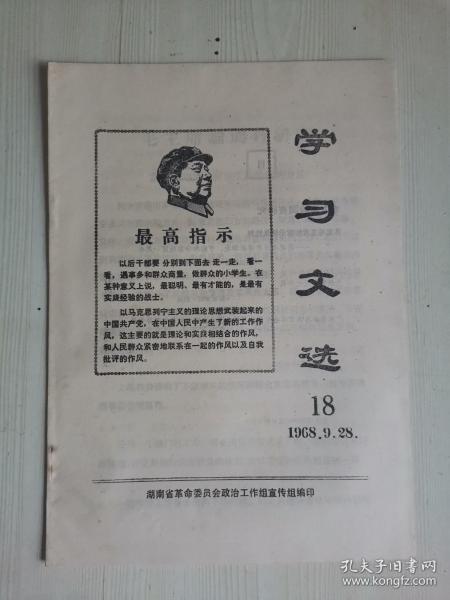 学习文选
18
1968.9.28.
最高指示
以后干部要分别到下面去走一走，看一
看，遇事多和群众商量，做群众的小学生。在
某种意义上说，最聪明、最有才能的，是最有
实践经验的战士。
以马克思列宁主义的理论思想武装起来的
中国共产党，在中国人民中产生了新的工作作
风，这主要的就是理论和实践相结合的作风，
和人民群众紧密地联系在一起的作风以及自我
批评的作风。
湖南省革命委员会政治工作组宣传组编印
孔夫子旧书网
www.kongfz.com